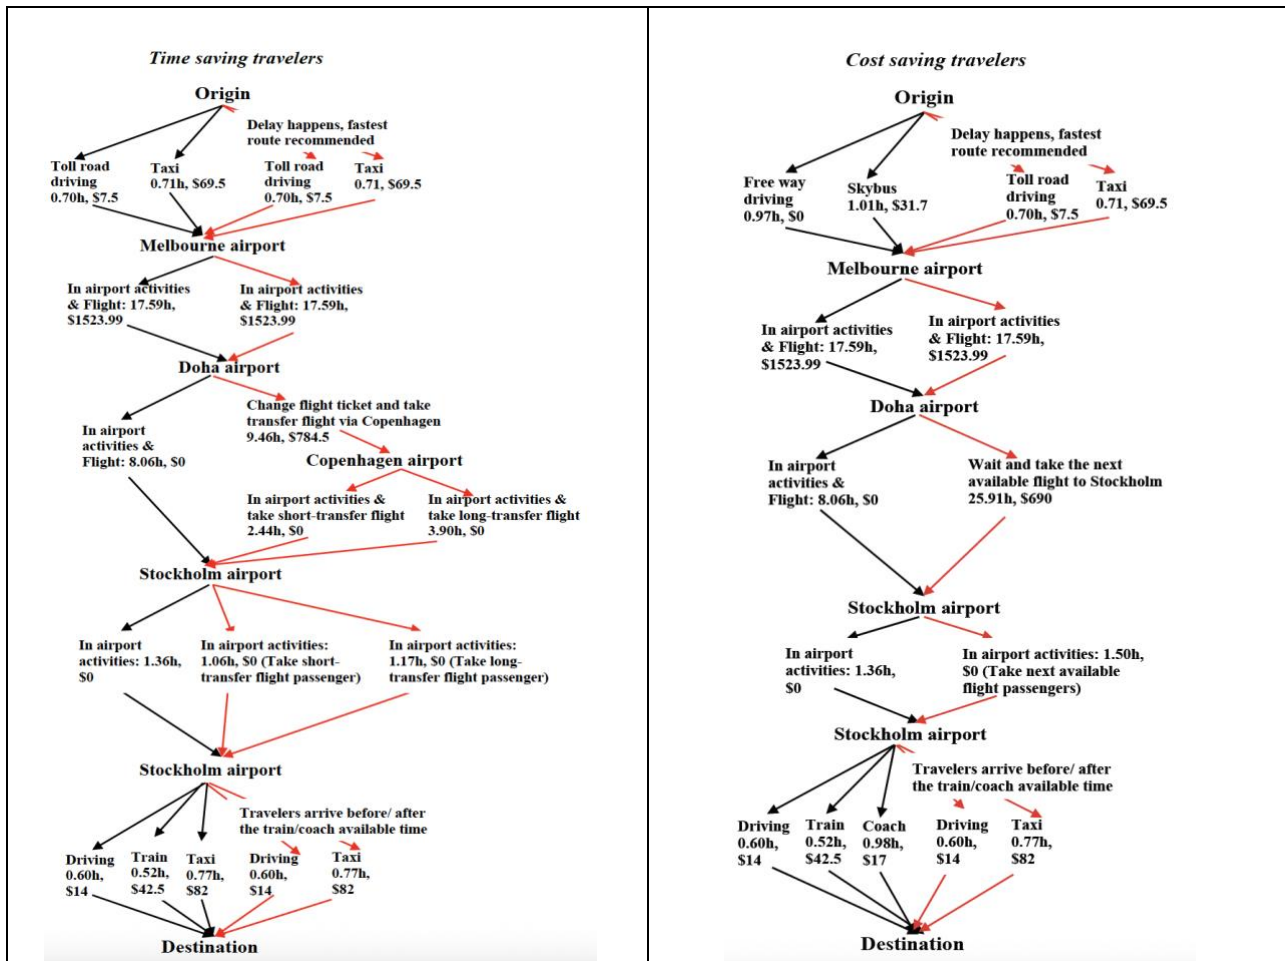 Time saving travelers
Origin
Delay happens, fastest
route recommended
Toll road
driving
0.70h, $7.5
Taxi
0.71h, $69.5
Toll road
driving
0.70h, $7.5
Taxi
0.71, $69.5
Melbourne airport
In airport activities
& Flight: 17.59h,
$1523.99
In airport activities
& Flight: 17.59h,
$1523.99
Doha airport
In airport
activities &
Flight: 8.06h, $0
Change flight ticket and take
transfer flight via Copenhagen
9.46h, $784.5
Copenhagen airport
In airport activities &
take short-transfer flight
2.44h, $0
In airport activities &
take long-transfer flight
3.90h, $0
Stockholm airport
In airport
activities: 1.36h,
$0
In airport activities:
1.06h, $0 (Take short-
transfer flight passenger)
In airport activities:
1.17h, $0 (Take long-
transfer flight passenger)
Stockholm airport
Travelers arrive before/ after
the train/coach available time
Driving
0.60h,
$14
Train
0.52h,
$42.5
Taxi
0.77h,
$82
Driving
0.60h,
$14
Taxi
0.77h,
$82
Destination
Cost saving travelers
Origin
Delay happens, fastest
route recommended
Free way
driving
0.97h, $0
Skybus
1.01h, $31.7
Toll road
driving
0.70h, $7.5
Taxi
0.71, $69.5
Melbourne airport
In airport activities
& Flight: 17.59h,
$1523.99
In airport activities
& Flight: 17.59h,
$1523.99
Doha airport
In airport
activities &
Flight: 8.06h, $0
Wait and take the next
available flight to Stockholm
25.91h, $690
Stockholm airport
In airport
activities: 1.36h,
$0
In airport activities: 1.50h,
$0 (Take next available
flight passengers)
Stockholm airport
Travelers arrive before/ after
the train/coach available time
Driving
0.60h,
$14
Train
0.52h,
$42.5
Coach
0.98h,
$17
Driving
0.60h,
$14
Taxi
0.77h,
$82
Destination